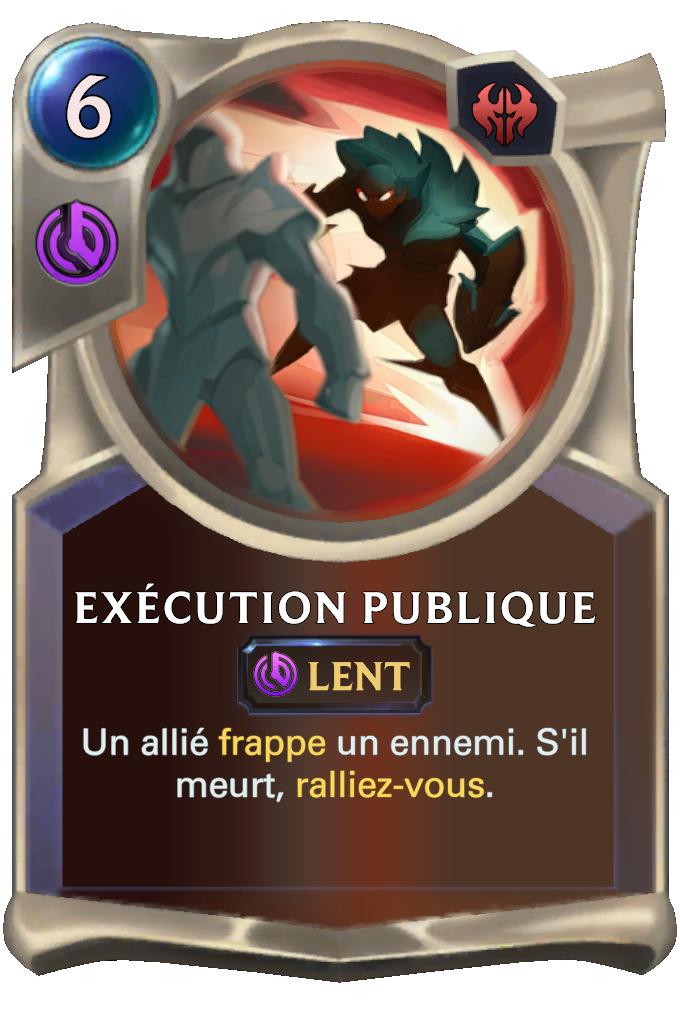 6
EXÉCUTION PUBLIQUE
LENT
Un allié frappe un ennemi. S'il
meurt, ralliez-vous.